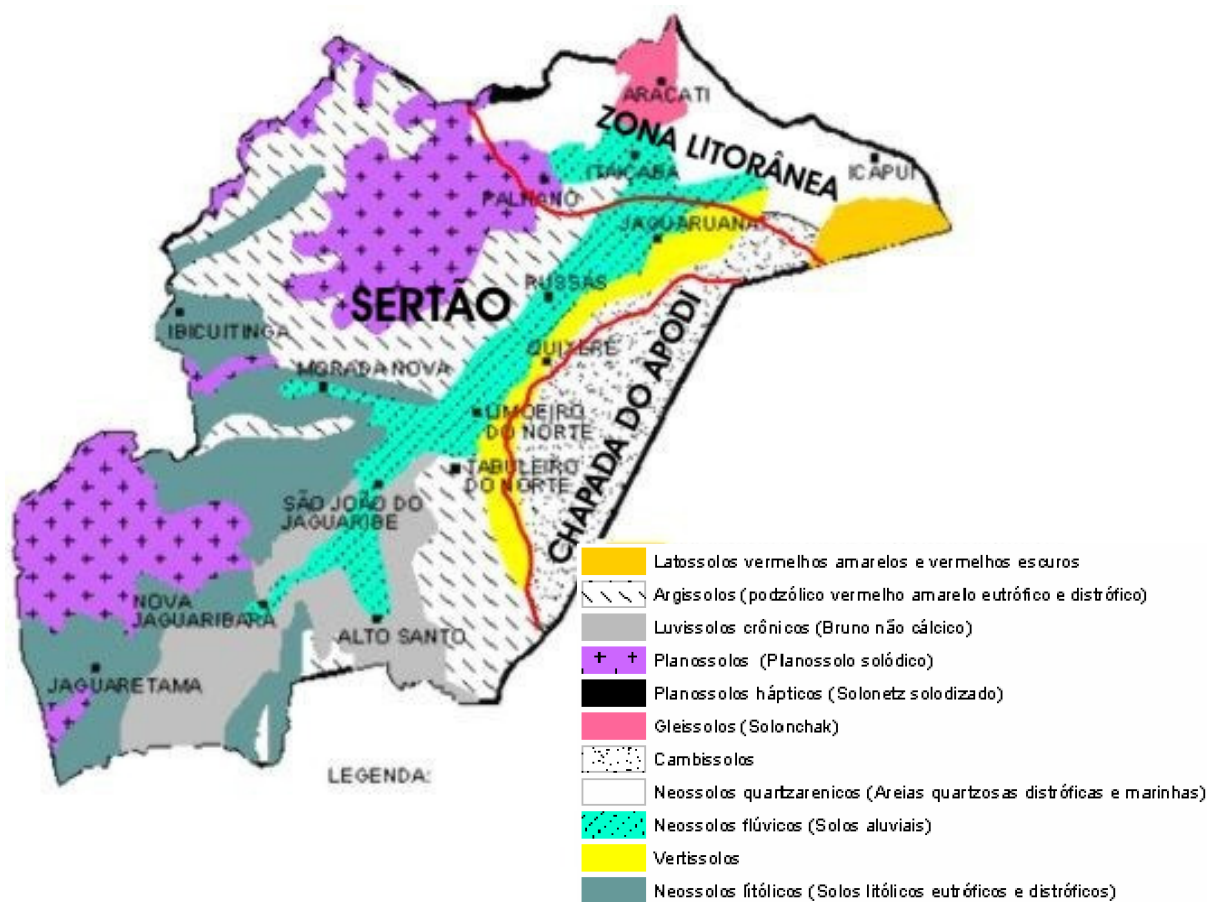 ARACATI
ZONA LITORÂNEA
ITAIÇABA
ICAPUÍ
PALHANO
JAGUARUANA
RUSSAS
SERTÃO
IBICUITINGA
QUIXERE
MORADA NOVA
CHAPADA DO APODI
LIMOEIRO
DO NORTE
TABULEIRO
DO NORTE
SÃO JOÃO DO
JAGUARIBE
NOVA
JAGUARIBARA
ALTO SANTO
JAGUARETAMA
LEGENDA:
Latossolos vermelhos amarelos e vermelhos escuros
Argissolos (podzólico vermelho amarelo eutrófico e distrófico)
Luvissolos crônicos (Bruno não cálcico)
Planossolos (Planossolo solódico)
Planossolos hápticos (Solonetz solodizado)
Gleissolos (Solonchak)
Cambissolos
Neossolos quartzarenicos (Areias quartzosas distróficas e marinhas)
Neossolos flúvicos (Solos aluviais)
Vertissolos
Neossolos litólicos (Solos litólicos eutróficos e distróficos)